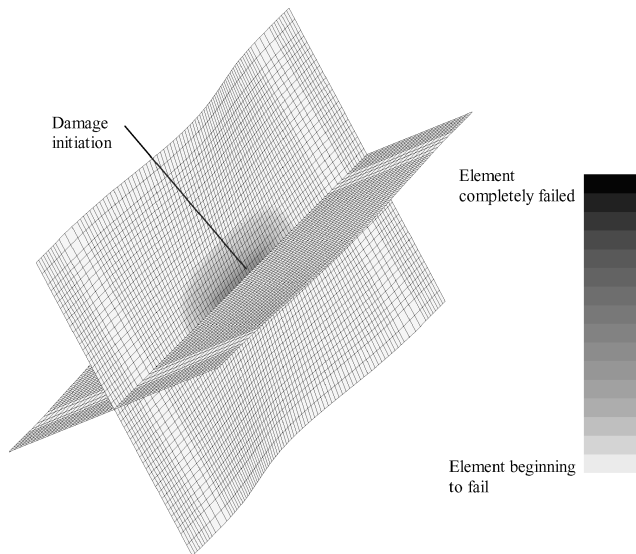 Damage
initiation
Element
completely failed
Element beginning
to fail